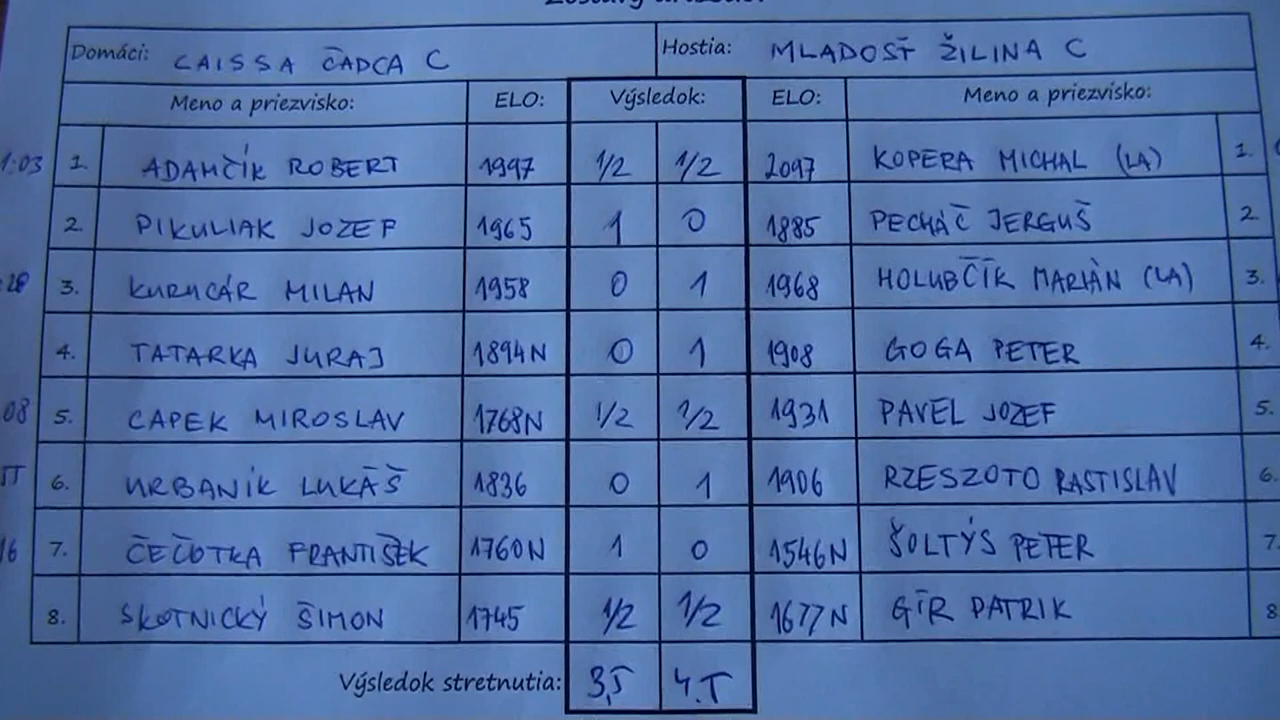 Domáci: CAISSA ČADCA C Hostia: MLADOSŤ ŽILINA C
Meno a priezvisko: ELO: Výsledok: ELO: Meno a priezvisko:
1:03 1. ADAMČÍK ROBERT 1997 1/2 1/2 2097 KOPERA MICHAL (LA) 1.
2. PIKULIAK JOZEF 1965 1 0 1885 PECHÁČ JERGUŠ 2.
3. KURUCÁR MILAN 1958 0 1 1968 HOLUBČÍK MARIÁN (LA) 3.
4. TATARKA JURAJ 1894N 0 1 1908 GOGA PETER 4.
08 5. CAPEK MIROSLAV 1768N 1/2 1/2 1931 PAVEL JOZEF 5.
6. URBANÍK LUKÁŠ 1836 0 1 1906 RZESZOTO RASTISLAV 6.
16 7. ČEČOTKA FRANTIŠEK 1760N 1 0 1546N ŠOLTÝS PETER 7.
8. SKOTNICKÝ ŠIMON 1745 1/2 1/2 1677N GÍR PATRIK 8
Výsledok stretnutia: 3,5 4.5